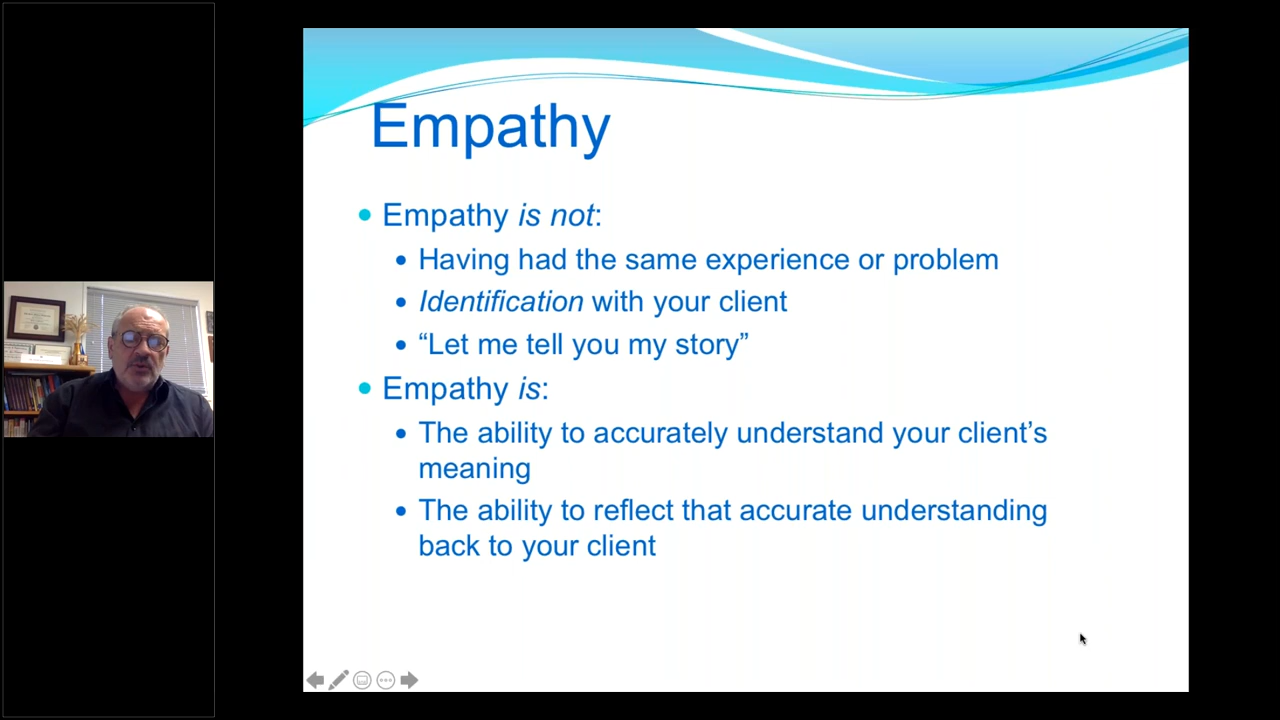 Empathy
Empathy is not:
Having had the same experience or problem
Identification with your client
“Let me tell you my story”
Empathy is:
The ability to accurately understand your client’s
meaning
The ability to reflect that accurate understanding
back to your client